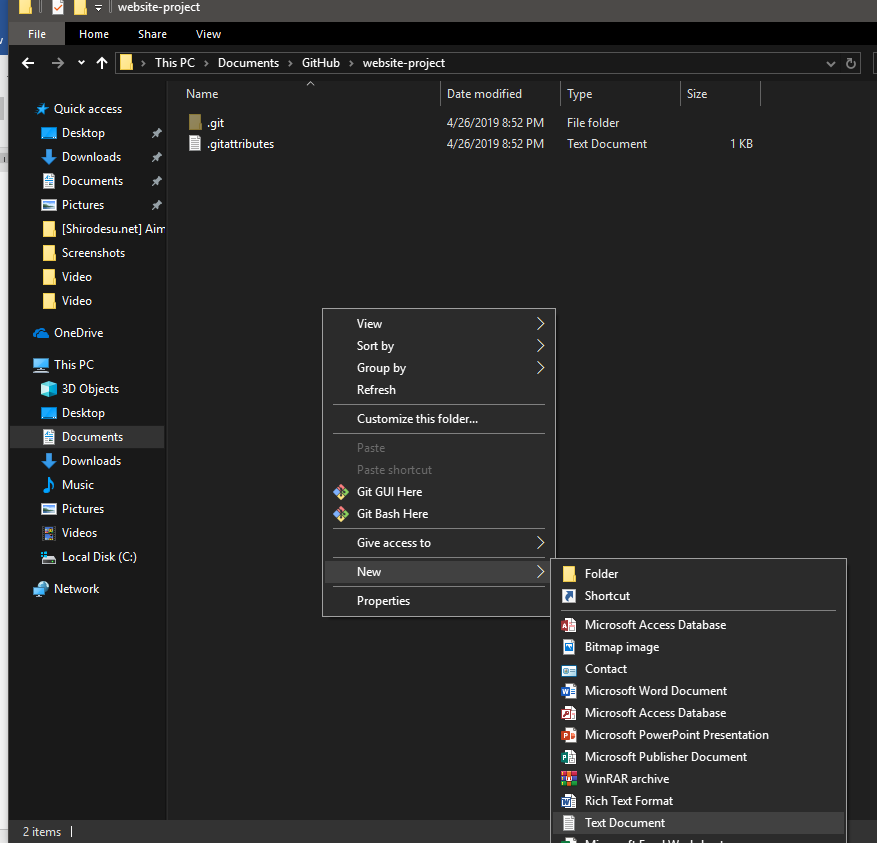 website-project
File Home Share View
This PC Documents GitHub website-project
Name Date modified Type Size
.git 4/26/2019 8:52 PM File folder
.gitattributes 4/26/2019 8:52 PM Text Document 1 KB
Quick access
Desktop
Downloads
Documents
Pictures
[Shirodesu.net] Aim
Screenshots
Video
Video
OneDrive
This PC
3D Objects
Desktop
Documents
Downloads
Music
Pictures
Videos
Local Disk (C:)
Network
View
Sort by
Group by
Refresh
Customize this folder...
Paste
Paste shortcut
Git GUI Here
Git Bash Here
Give access to
New
Properties
Folder
Shortcut
Microsoft Access Database
Bitmap image
Contact
Microsoft Word Document
Microsoft Access Database
Microsoft PowerPoint Presentation
Microsoft Publisher Document
WinRAR archive
Rich Text Format
Text Document
2 items